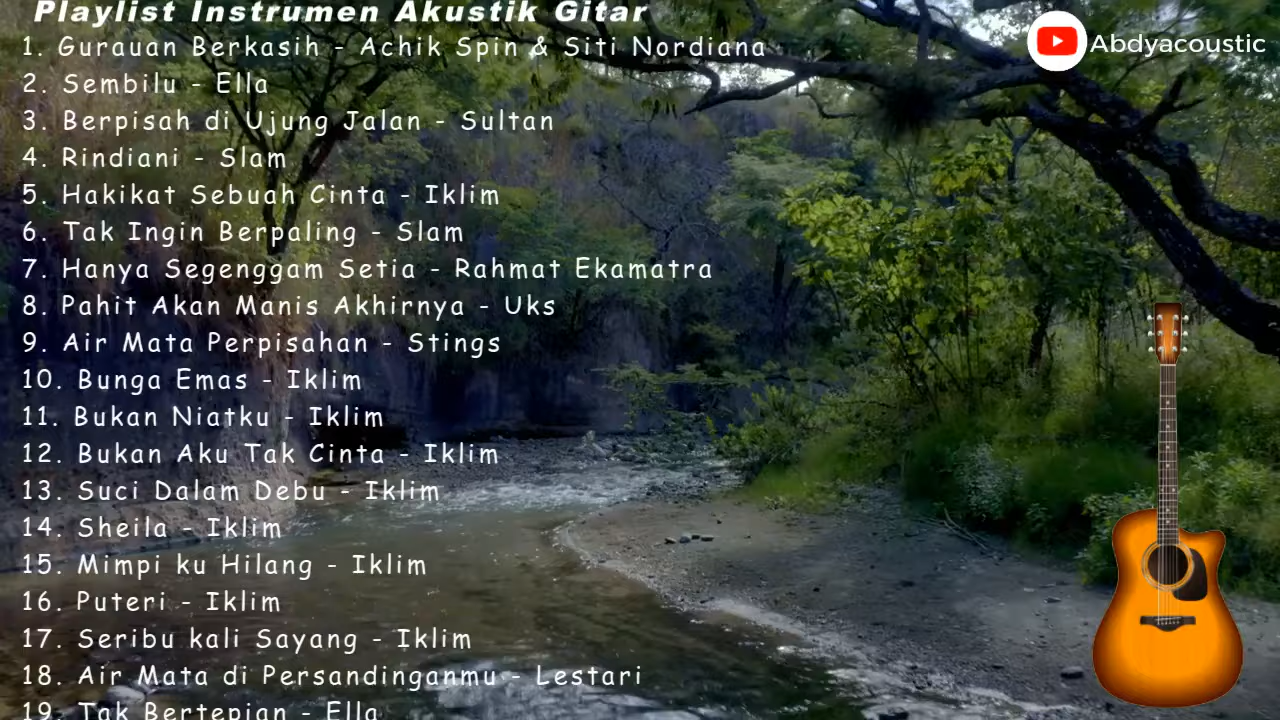 Playlist Instrumen Akustik Gitar
1. Gurauan Berkasih - Achik Spin & Siti Nordiana
Abdyacoustic
2. Sembilu - Ella
3. Berpisah di Ujung Jalan - Sultan
4. Rindiani - Slam
5. Hakikat Sebuah Cinta - Iklim
6. Tak Ingin Berpaling - Slam
7. Hanya Segenggam Setia - Rahmat Ekamatra
8. Pahit Akan Manis Akhirnya - Uks
9. Air Mata Perpisahan - Stings
10. Bunga Emas - Iklim
11. Bukan Niatku - Iklim
12. Bukan Aku Tak Cinta - Iklim
13. Suci Dalam Debu - Iklim
14. Sheila - Iklim
15. Mimpi ku Hilang - Iklim
16. Puteri - Iklim
17. Seribu kali Sayang - Iklim
18. Air Mata di Persandinganmu - Lestari
19. Tak Bertepian - Ella